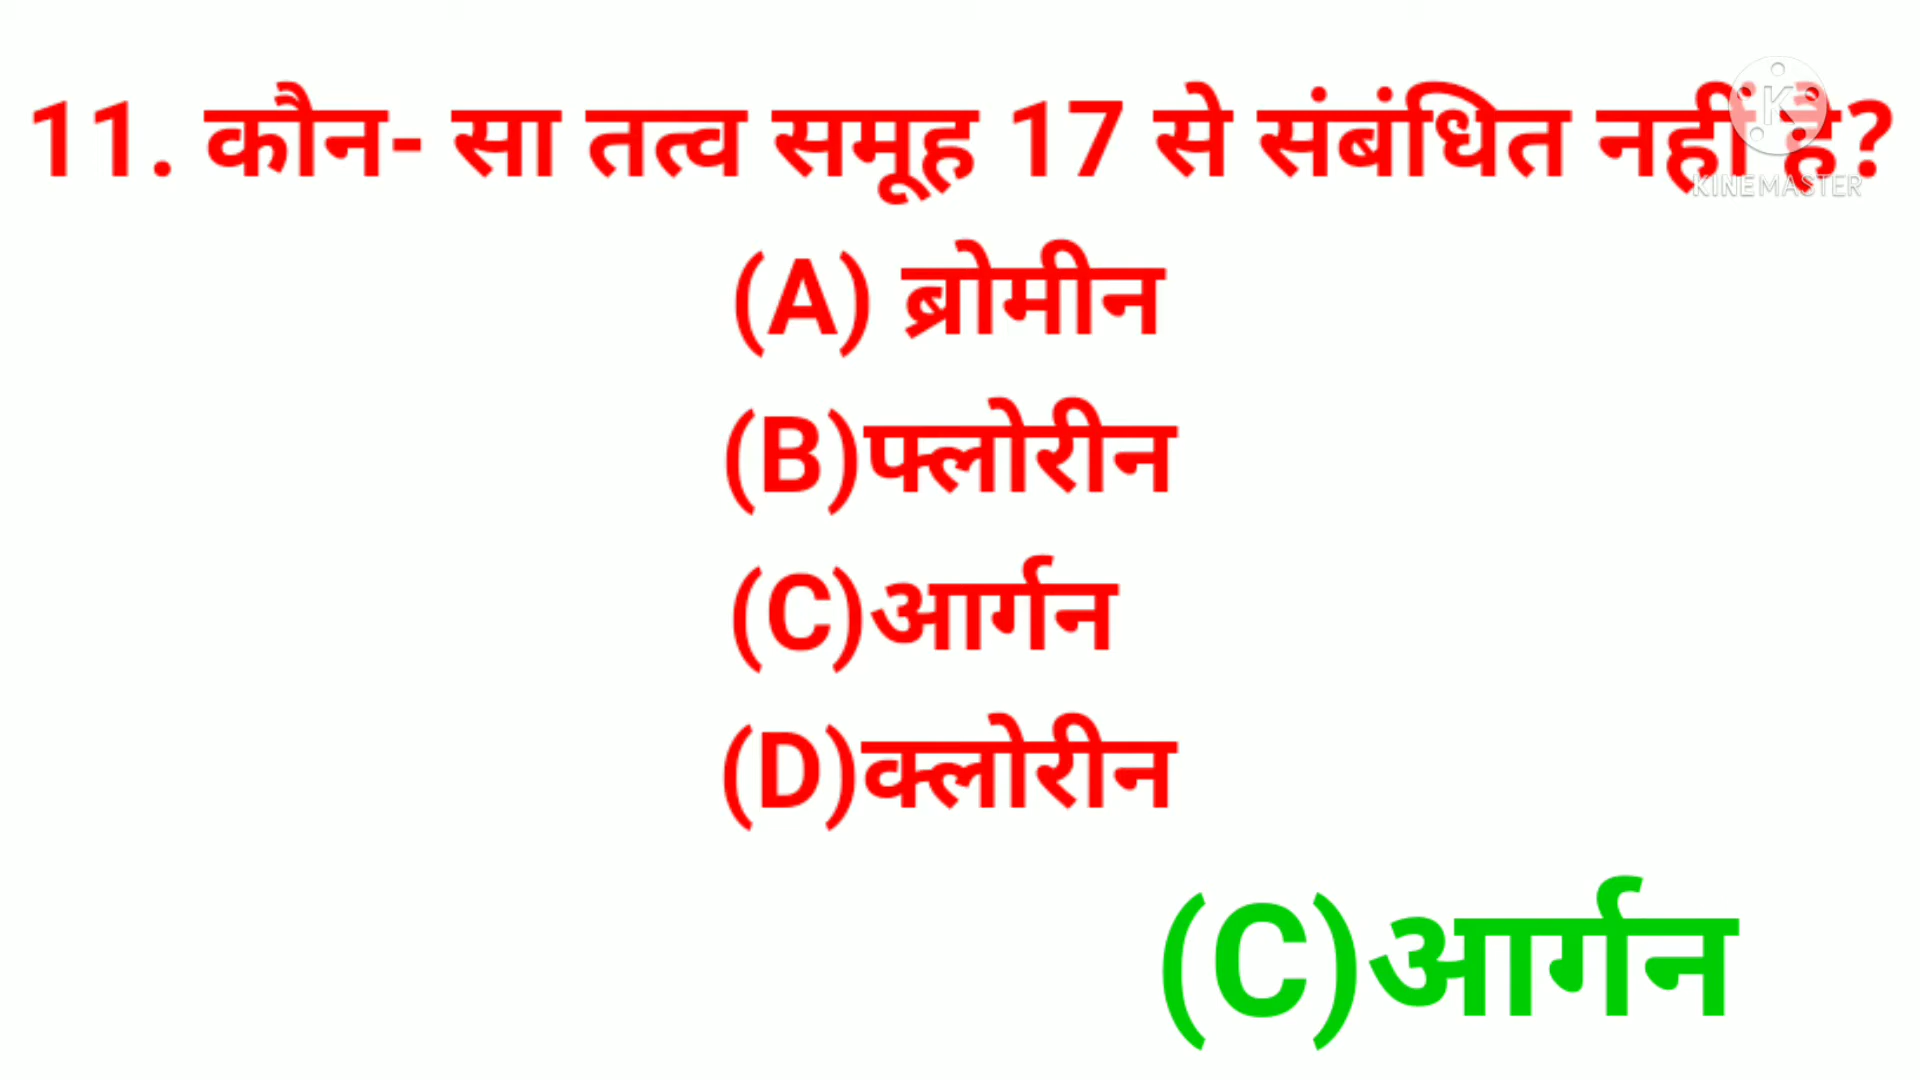 11. कौन- सा तत्व समूह 17 से संबंधित नहीं है?
KINEMASTER
(A) ब्रोमीन
(B)फ्लोरीन
(C)आर्गन
(D)क्लोरीन
(C)आर्गन